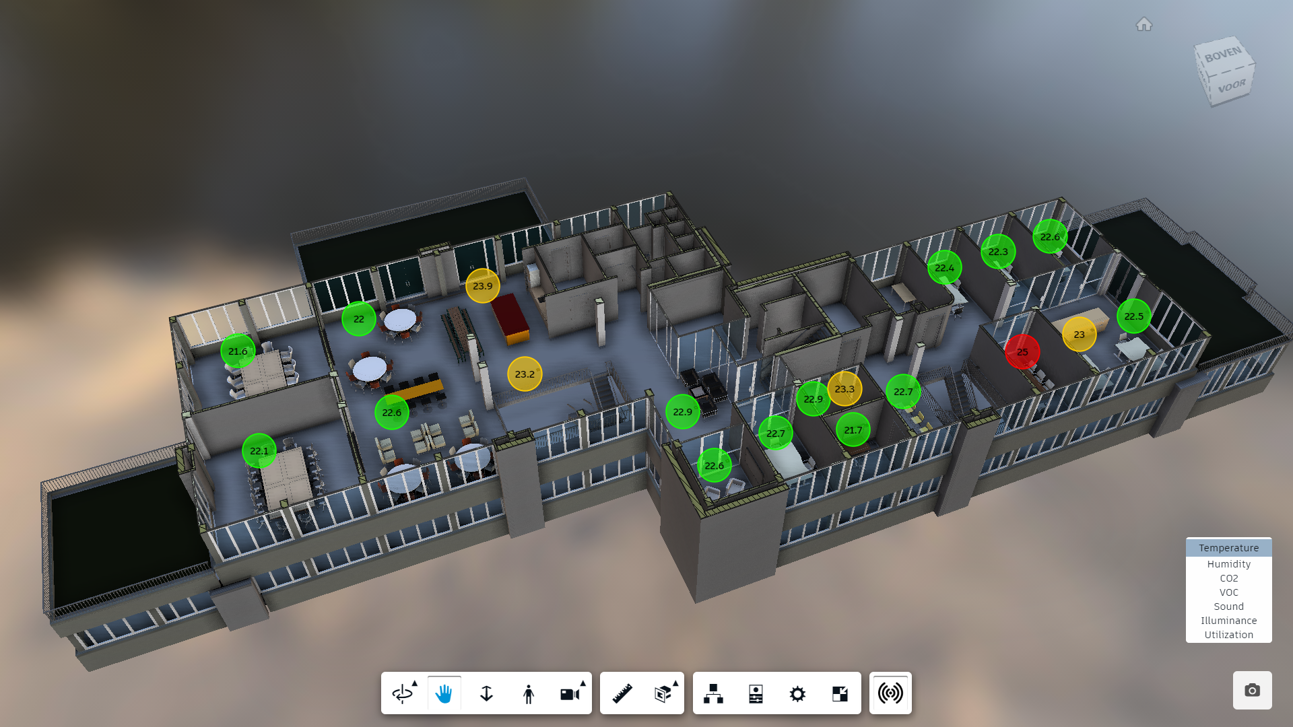 BOVEN
VOOR
22.6
22.3
22.4
23.9
22
22.5
23
21.6
25
23.2
23.3
22.7
22.9
22.6
22.9
21.7
22.7
22.1
22.6
Temperature
Humidity
CO2
VOC
Sound
Illuminance
Utilization